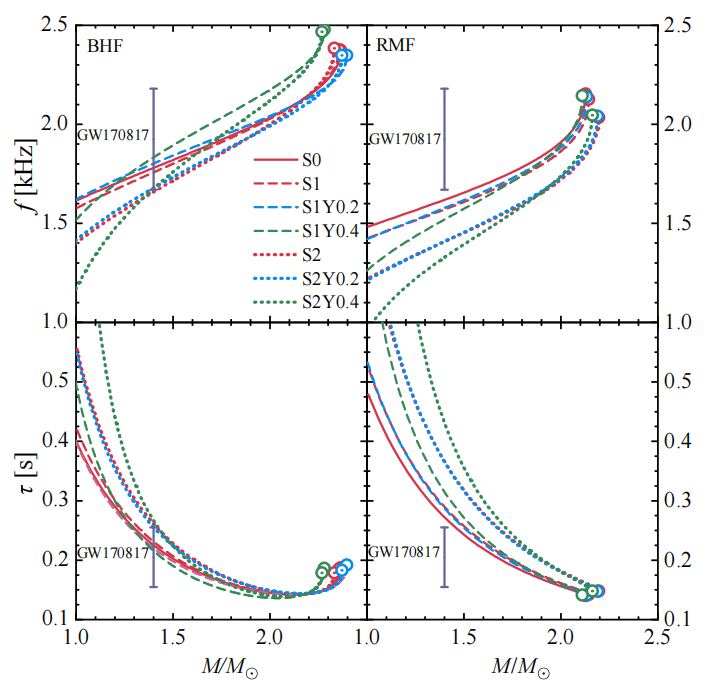 BHF
RMF
2.5
2.0
1.5
1.0
f [kHz]
GW170817
GW170817
S0
S1
S1Y0.2
S1Y0.4
S2
S2Y0.2
S2Y0.4
2.5
2.0
1.5
1.0
0.5
0.4
0.3
0.2
0.1
τ [s]
GW170817
GW170817
0.5
0.4
0.3
0.2
0.1
1.0 1.5 2.0 1.0 1.5 2.0 2.5
M/M⊙ M/M⊙